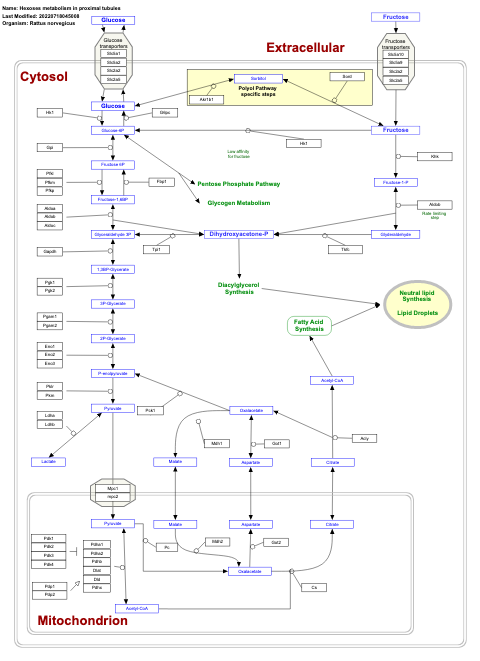 Name: Hexoses metabolism in proximal tubules
Last Modified: 20220718045008
Organism: Rattus norvegicus
Glucose
Fructose
Extracellular
Glucose
transporters
Slc5a1
Slc5a2
Slc2a2
Slc2a5
Fructose
transporters
Slc5a10
Slc5a9
Slc2a2
Slc2a5
Cytosol
Sorbitol
Sord
Polyol Pathway
specific steps
Akr1b1
Glucose
Hk1
G6pc
Glucose-6P
Fructose
Hk1
Low affinity
for fructose
Gpi
Khk
Fructose-6P
Pfkl
Pfkm
Pfkp
Fbp1
Pentose Phosphate Pathway
Fructose-1-P
Fructose-1,6BP
Glycogen Metabolism
Aldoa
Aldob
Aldoc
Aldob
Rate limiting
step
Glyceraldehyde 3P
Dihydroxyacetone-P
Glyderaldehyde
Gapdh
Tpi1
Tkfc
1,3BP-Glycerate
Diacylglycerol
Synthesis
Pgk1
Pgk2
Neutral lipid
Synthesis
Lipid Droplets
3P-Glycerate
Pgam1
Pgam2
Fatty Acid
Synthesis
2P-Glycerate
Eno1
Eno2
Eno3
P-enolpyruvate
Acetyl-CoA
Pklr
Pkm
Pyruvate
Pck1
Oxalacetate
Ldha
Ldhb
Mdh1
Got1
Acly
Lactate
Malate
Aspartate
Citrate
Mpc1
mpc2
Pyruvate
Malate
Aspartate
Citrate
Pdk1
Pdk2
Pdk3
Pdk4
Pdha1
Pdha2
Pdhb
Dlat
Dld
Pdhx
Pc
Mdh2
Got2
Oxalacetate
Pdp1
Pdp2
Cs
Acetyl-CoA
Mitochondrion